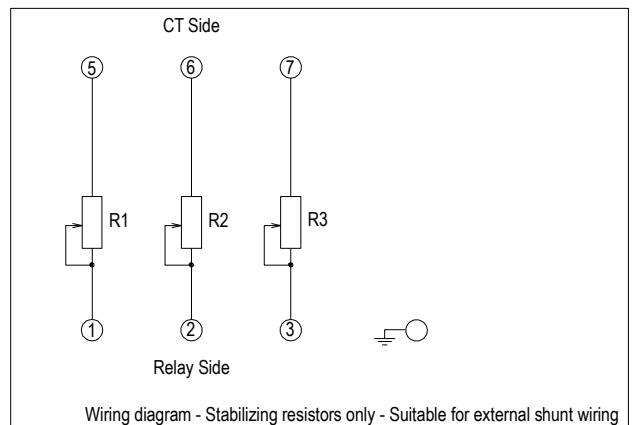 CT Side
5 6 7
R1 R2 R3
1 2 3
Relay Side
Wiring diagram - Stabilizing resistors only - Suitable for external shunt wiring